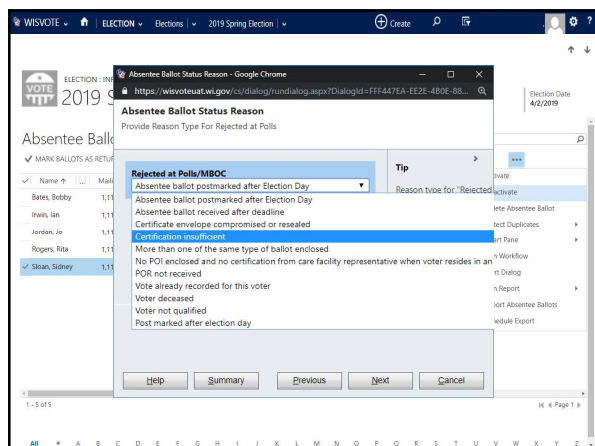 WISVOTE
ELECTION
Elections
2019 Spring Election
Create
?
VOTE
ELECTION : INF
2019 S
Election Date
4/2/2019
Absentee Ballo
MARK BALLOTS AS RETUR
Name
Maili
Bates, Bobby 1,11
Irwin, Ian 1,11
Jordan, Jo 1,11
Rogers, Rita 1,11
Sloan, Sidney 1,11
Absentee Ballot Status Reason - Google Chrome
https://wisvoteuat.wi.gov/cs/dialog/rundialog.aspx?DialogId=FFF447EA-EE2E-4B0E-88...
Absentee Ballot Status Reason
Provide Reason Type For Rejected at Polls
Rejected at Polls/MBOC
Absentee ballot postmarked after Election Day
Tip
Reason type for "Rejected
Absentee ballot postmarked after Election Day
Absentee ballot received after deadline
Certificate envelope compromised or resealed
Certification insufficient
More than one of the same type of ballot enclosed
No POI enclosed and no certification from care facility representative when voter resides in an
POR not received
Vote already recorded for this voter
Voter deceased
Voter not qualified
Post marked after election day
Help
Summary
Previous
Next
Cancel
...
ivate
activate
lete Absentee Ballot
tect Duplicates
art Pane
n Workflow
rt Dialog
n Report
port Absentee Ballots
hedule Export
1 - 5 of 5
Page 1
All # A B C D E F G H I J K L M N O P Q R S T U V W X Y Z